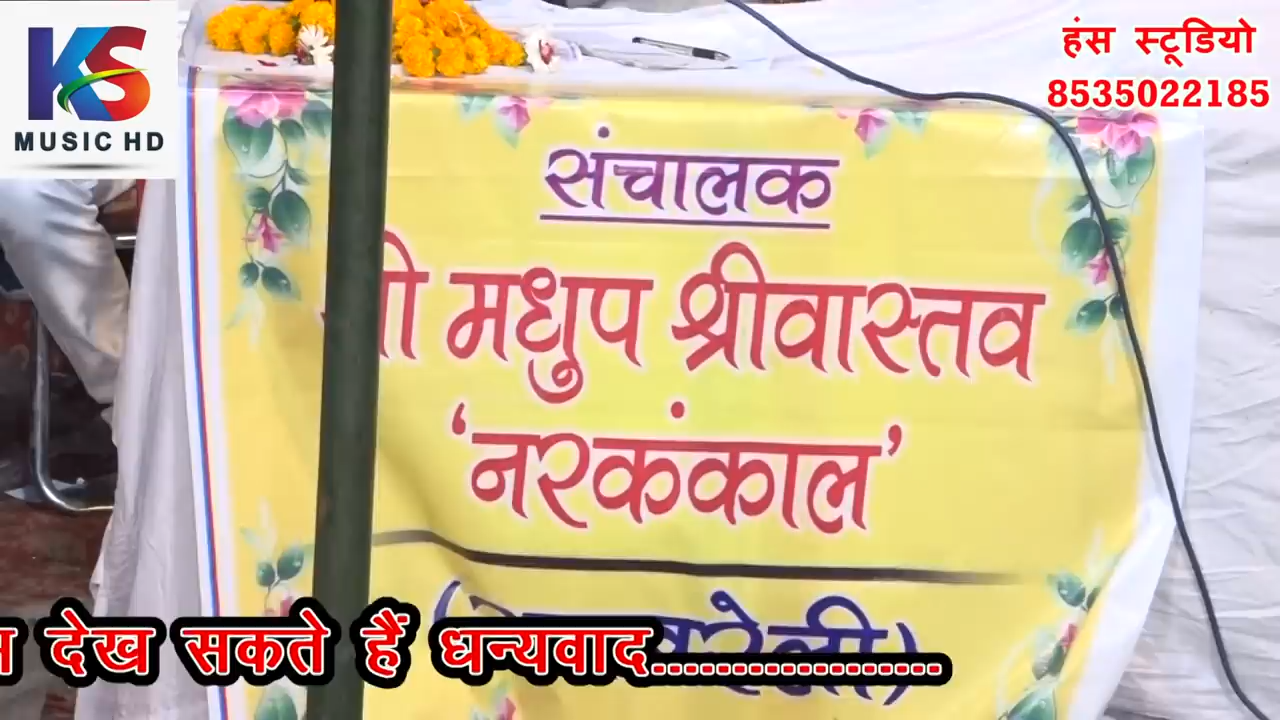 KS
MUSIC HD
हंस स्टूडियो
8535022185
संचालक
मधुप श्रीवास्तव
‘नरकंकाल’
देख सकते हैं धन्यवाद..................